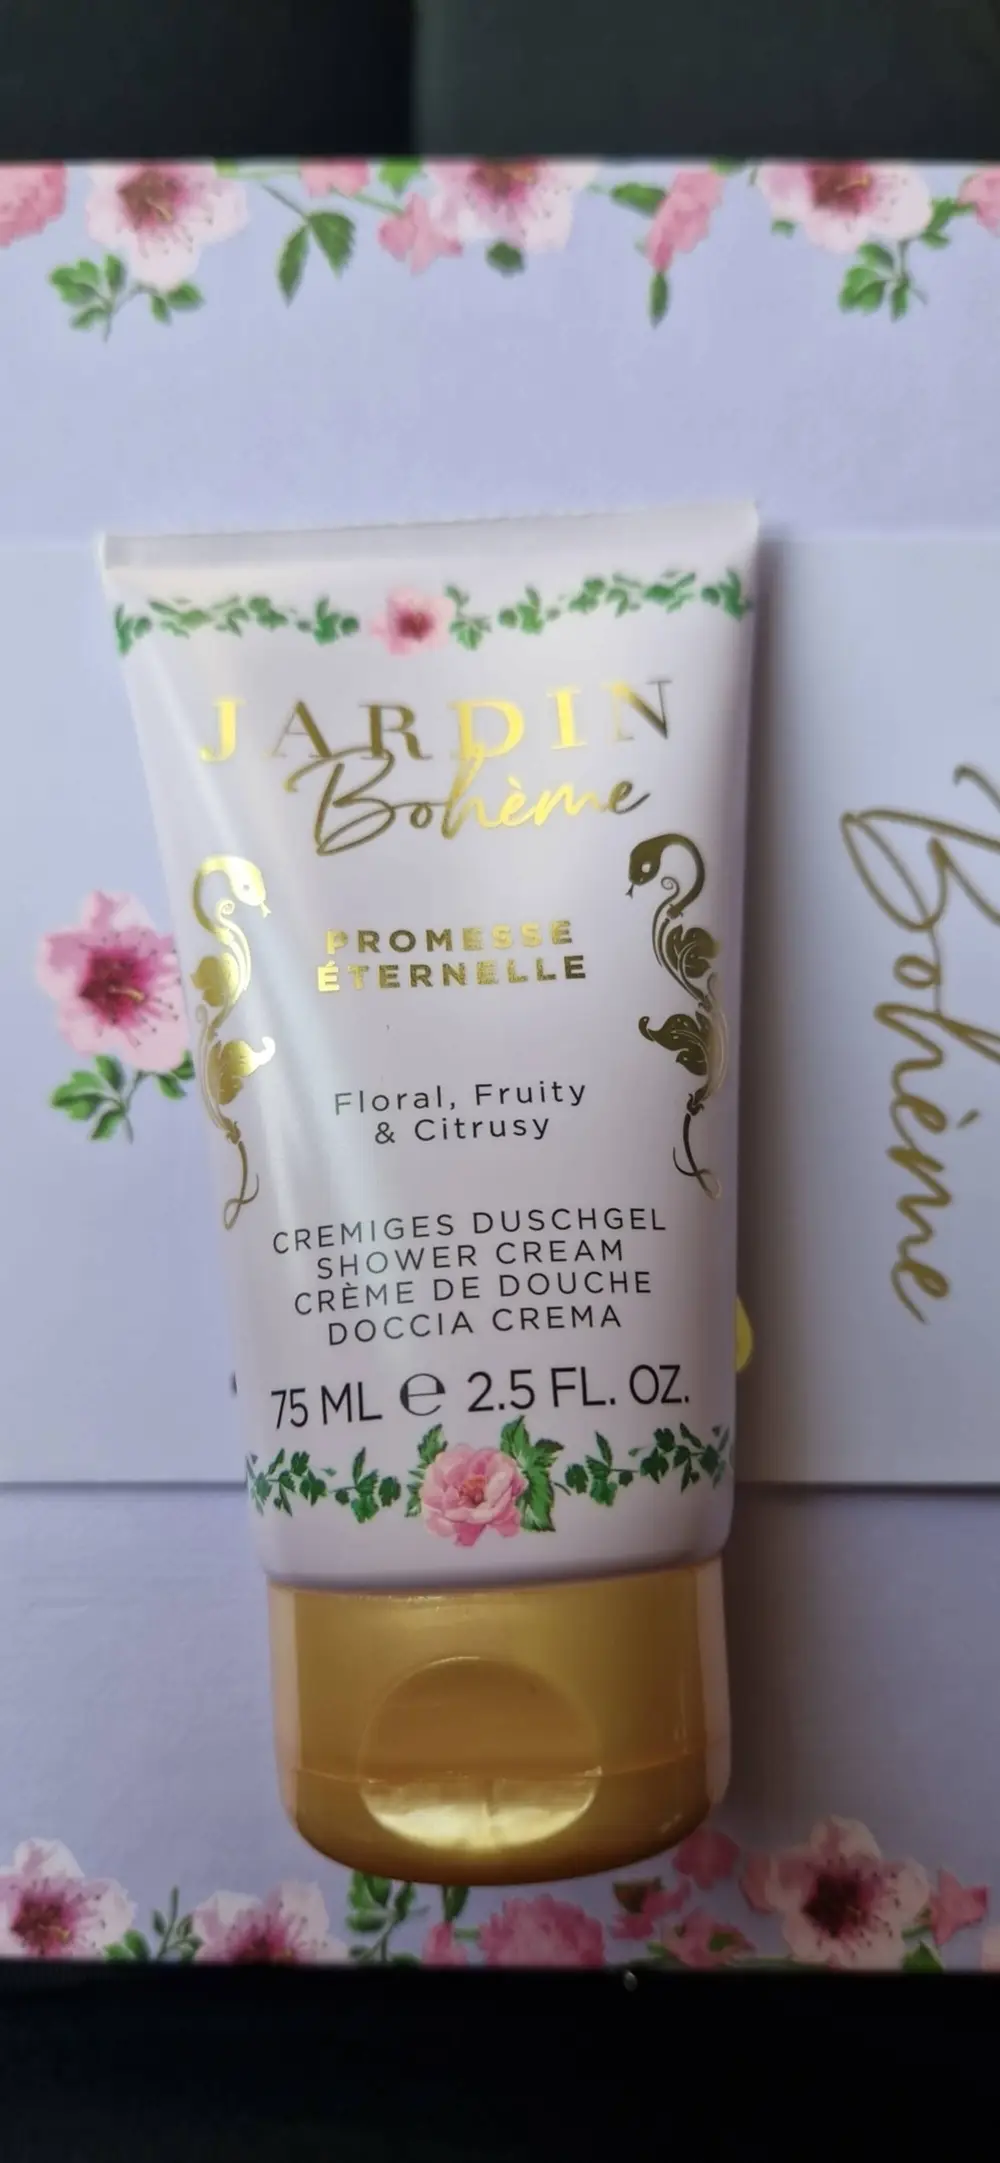 JARDIN
Bohème
PROMESSE
ÉTERNELLE
Floral, Fruity
& Citrusy
CREMIGES DUSCHGEL
SHOWER CREAM
CRÈME DE DOUCHE
DOCCIA CREMA
75 ML ℮ 2.5 FL. OZ.
Bohème